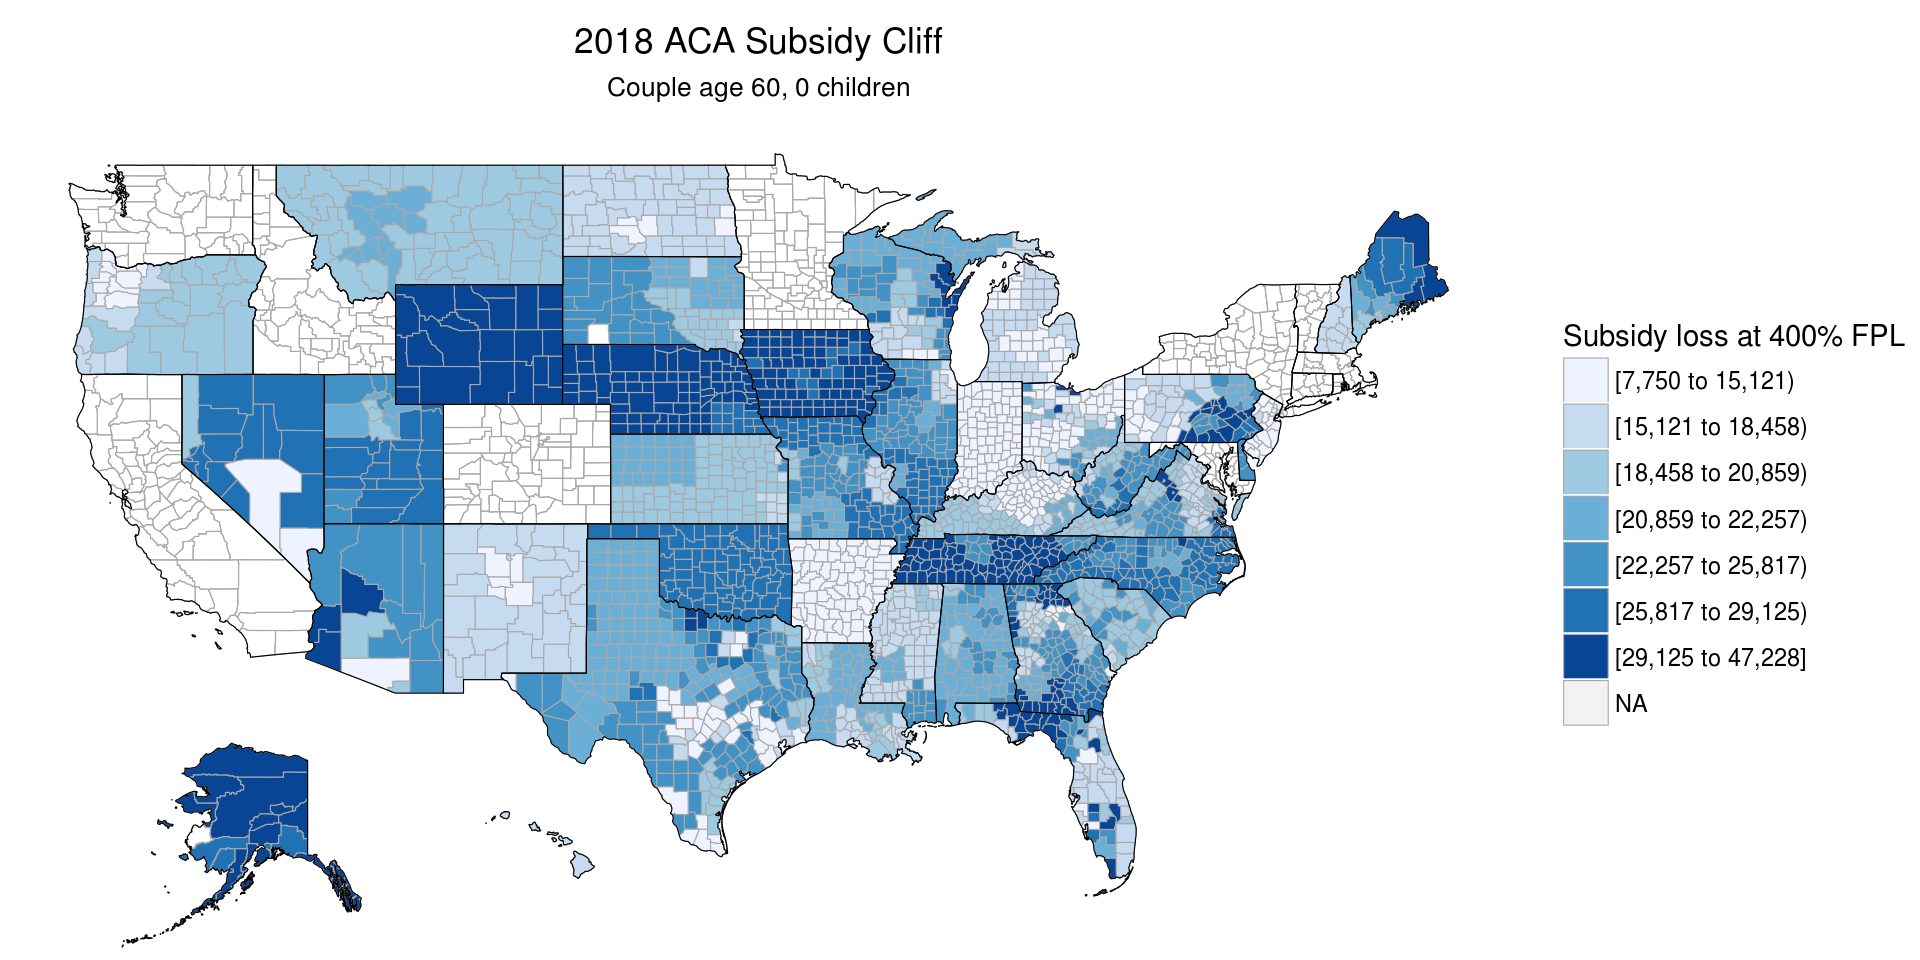 2018 ACA Subsidy Cliff
Couple age 60, 0 children
Subsidy loss at 400% FPL
[7,750 to 15,121)
[15,121 to 18,458)
[18,458 to 20,859)
[20,859 to 22,257)
[22,257 to 25,817)
[25,817 to 29,125)
[29,125 to 47,228]
NA